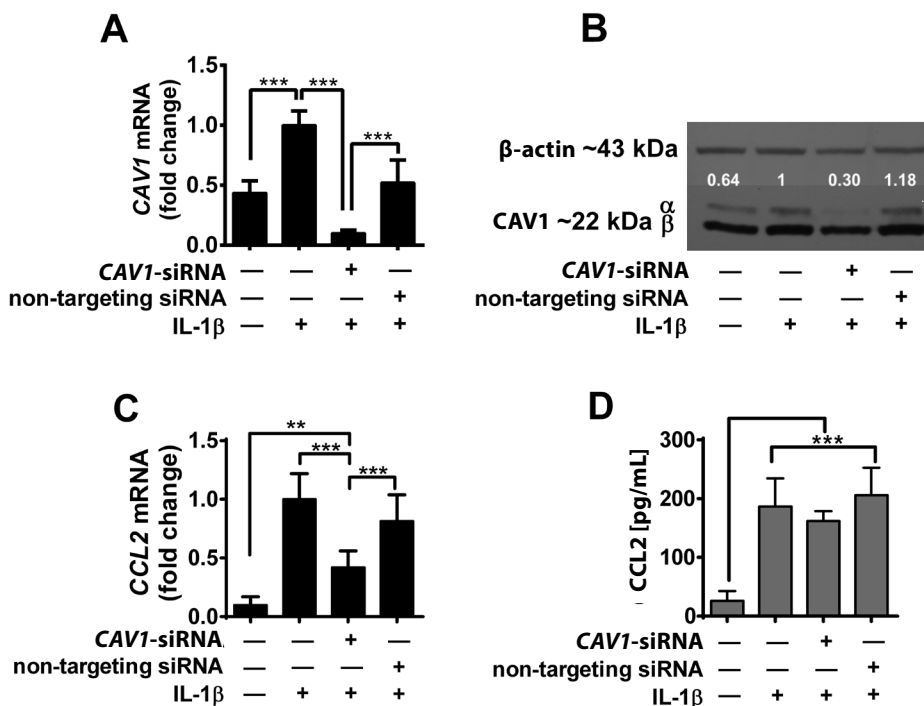 A
CAV1 mRNA
(fold change)
1.5
1.0
0.5
0.0
*** *** ***
CAV1-siRNA — — + —
non-targeting siRNA — — — +
IL-1β — + + +
B
β-actin ~43 kDa
0.64 1 0.30 1.18
CAV1 ~22 kDa α β
CAV1-siRNA — — + —
non-targeting siRNA — — — +
IL-1β — + + +
C
CCL2 mRNA
(fold change)
1.5
1.0
0.5
0.0
** *** ***
CAV1-siRNA — — + —
non-targeting siRNA — — — +
IL-1β — + + +
D
CCL2 [pg/mL]
300
200
100
0
***
CAV1-siRNA — — + —
non-targeting siRNA — — — +
IL-1β — + + +